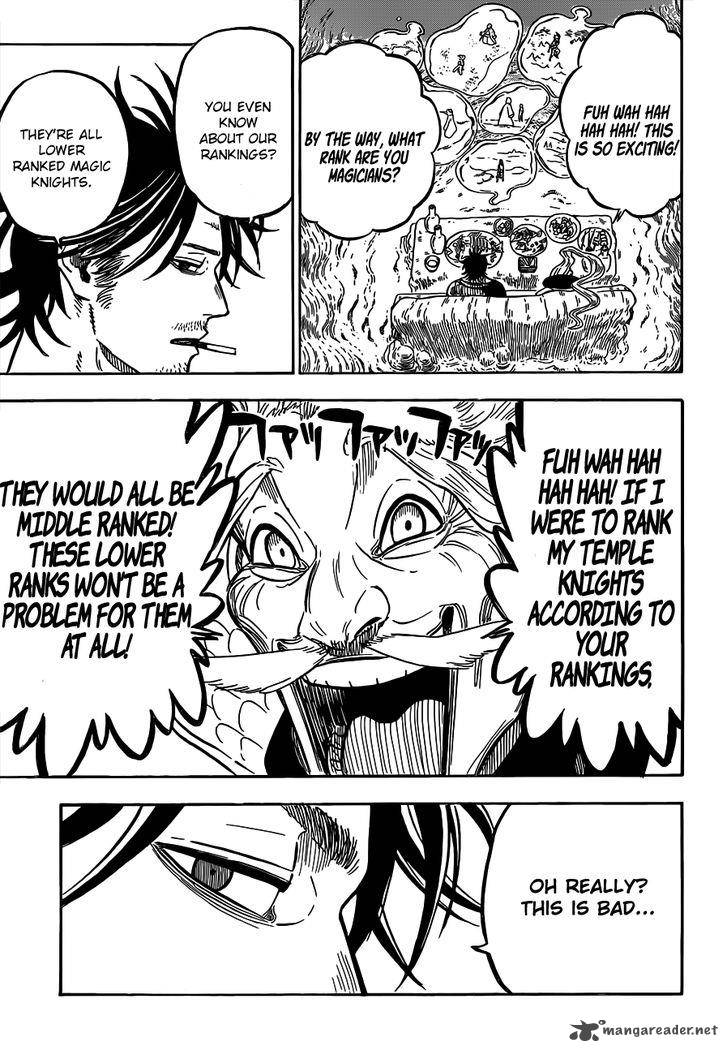 FUH WAH HAH
HAH HAH! THIS
IS SO EXCITING!
BY THE WAY, WHAT
RANK ARE YOU
MAGICIANS?
YOU EVEN
KNOW
ABOUT OUR
RANKINGS?
THEY'RE ALL
LOWER
RANKED MAGIC
KNIGHTS.
ファッファッファッ
FUH WAH HAH
HAH HAH! IF I
WERE TO RANK
MY TEMPLE
KNIGHTS
ACCORDING TO
YOUR
RANKINGS,
THEY WOULD ALL BE
MIDDLE RANKED!
THESE LOWER
RANKS WON'T BE A
PROBLEM FOR THEM
AT ALL!
OH REALLY?
THIS IS BAD...
mangareader.net